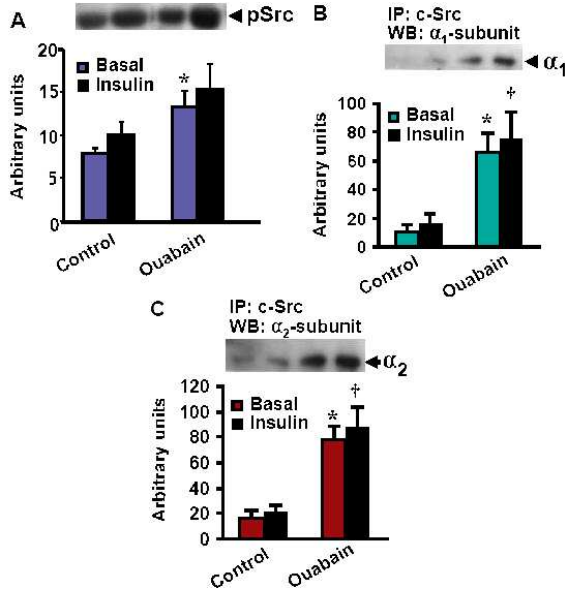 A
pSrc
Basal
Insulin
*
Arbitrary units
20
15
10
5
0
Control
Ouabain
B
IP: c-Src
WB: α₁-subunit
α₁
Basal
Insulin
*
†
Arbitrary units
100
80
60
40
20
0
Control
Ouabain
C
IP: c-Src
WB: α₂-subunit
α₂
Basal
Insulin
*
†
Arbitrary units
120
100
80
60
40
20
0
Control
Ouabain